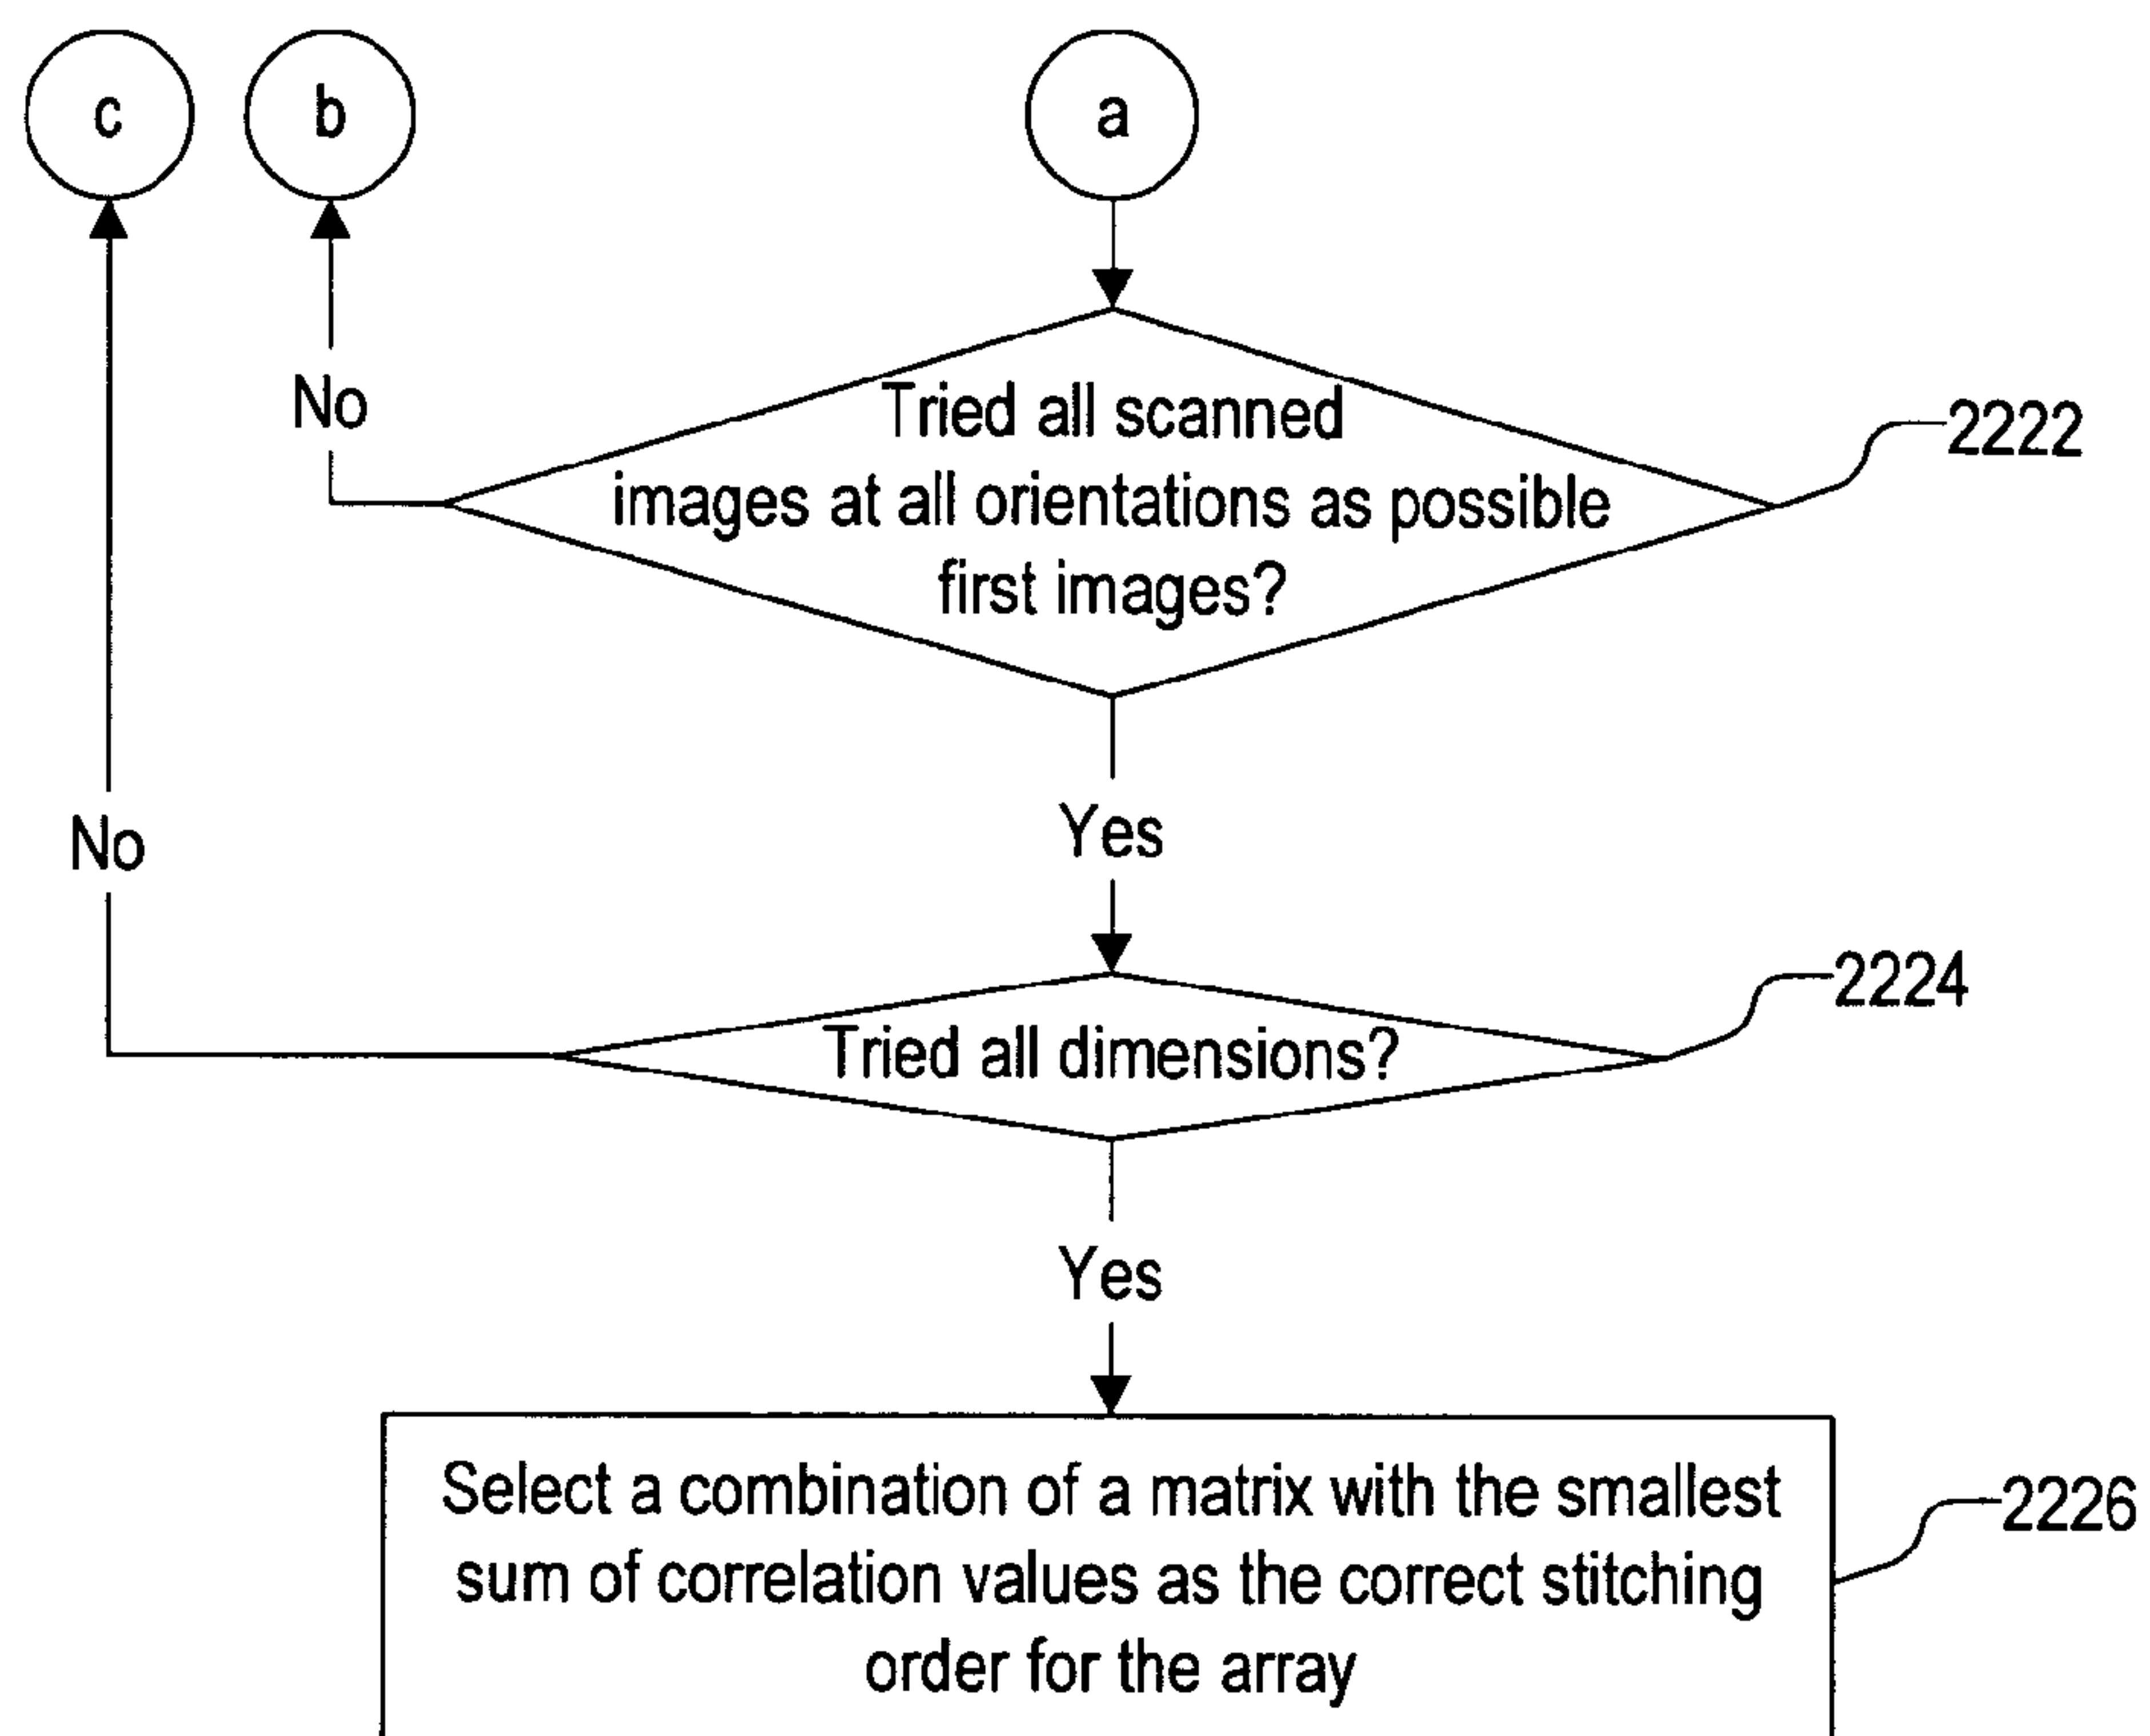 c
b
a
No
Tried all scanned
images at all orientations as possible
first images?
2222
Yes
No
2224
Tried all dimensions?
Yes
Select a combination of a matrix with the smallest
sum of correlation values as the correct stitching
order for the array
2226